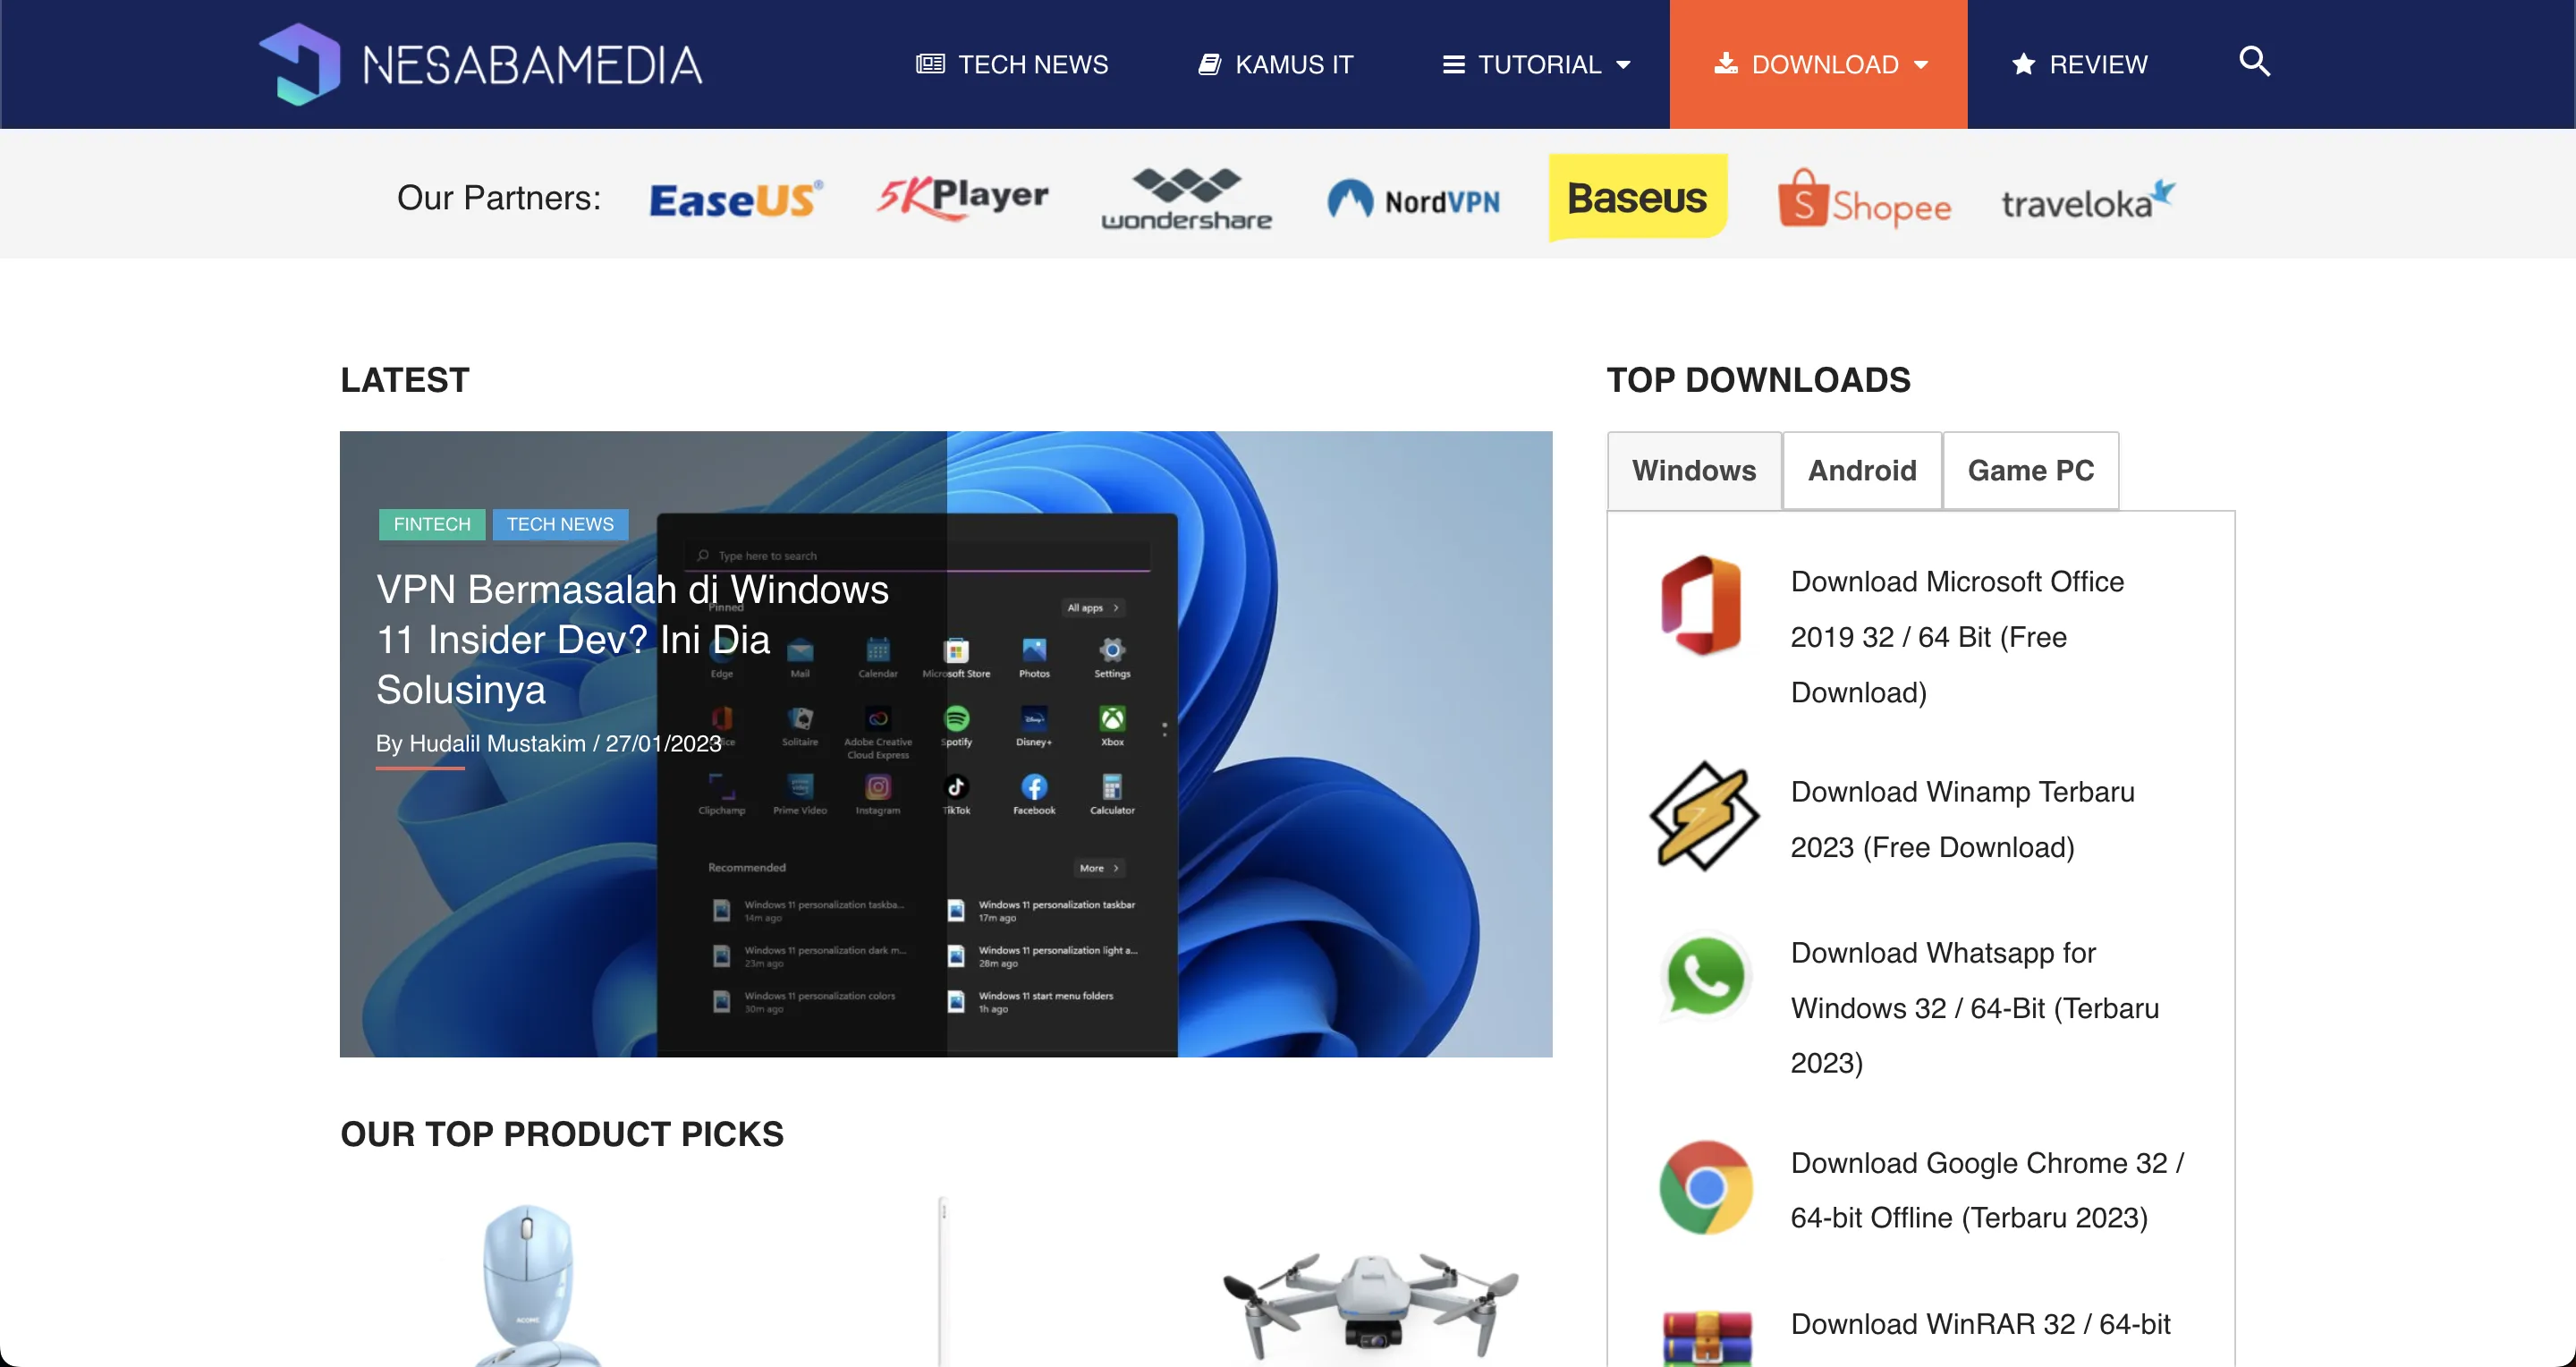 NESABAMEDIA
TECH NEWS
KAMUS IT
TUTORIAL
DOWNLOAD
REVIEW
Our Partners:
EaseUS®
5KPlayer
wondershare
NordVPN
Baseus
S Shopee
traveloka
LATEST
FINTECH
TECH NEWS
VPN Bermasalah di Windows
11 Insider Dev? Ini Dia
Solusinya
By Hudalil Mustakim / 27/01/2023
Type here to search
Pinned
All apps >
Edge
Mail
Calendar
Microsoft Store
Photos
Settings
Solitaire
Adobe Creative
Cloud Express
Spotify
Disney+
Xbox
Clipchamp
Prime Video
Instagram
TikTok
Facebook
Calculator
Recommended
More >
Windows 11 personalization taskba...
14m ago
Windows 11 personalization taskbar
17m ago
Windows 11 personalization dark m...
23m ago
Windows 11 personalization light a...
28m ago
Windows 11 personalization colors
30m ago
Windows 11 start menu folders
1h ago
OUR TOP PRODUCT PICKS
ACOME
TOP DOWNLOADS
Windows
Android
Game PC
Download Microsoft Office
2019 32 / 64 Bit (Free
Download)
Download Winamp Terbaru
2023 (Free Download)
Download Whatsapp for
Windows 32 / 64-Bit (Terbaru
2023)
Download Google Chrome 32 /
64-bit Offline (Terbaru 2023)
Download WinRAR 32 / 64-bit